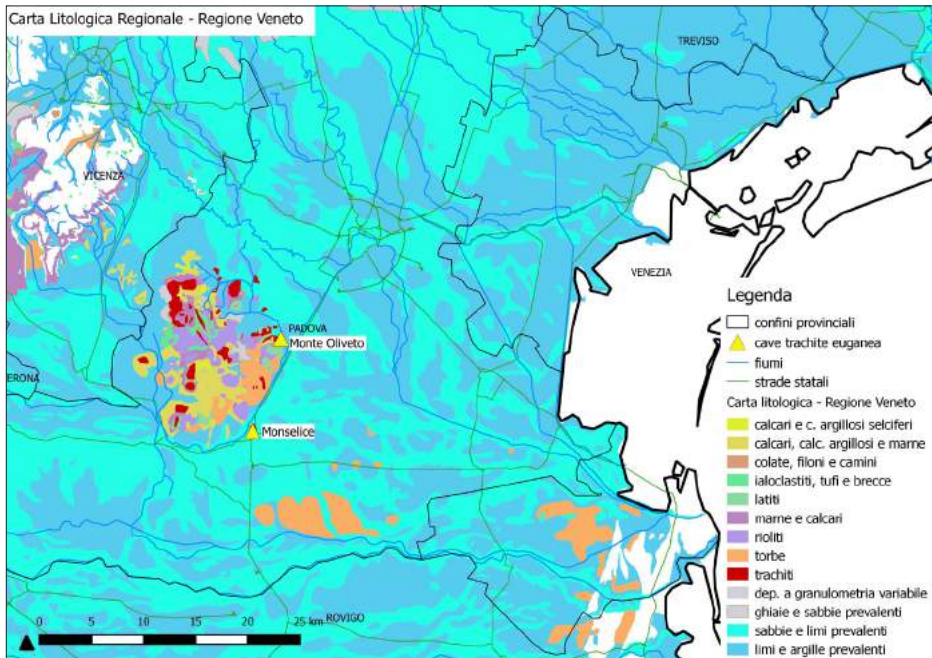 Carta Litologica Regionale - Regione Veneto
TREVISO
VICENZA
VENEZIA
PADOVA
Monte Oliveto
ERONA
Monselice
ROVIGO
Legenda
confini provinciali
cave trachite euganea
fiumi
strade statali
Carta litologica - Regione Veneto
calcari e c. argillosi selciferi
calcari, calc. argillosi e marne
colate, filoni e camini
ialoclastiti, tufi e brecce
latiti
marne e calcari
rioliti
torbe
trachiti
dep. a granulometria variabile
ghiaie e sabbie prevalenti
sabbie e limi prevalenti
limi e argille prevalenti
0 5 10 15 20 25 km